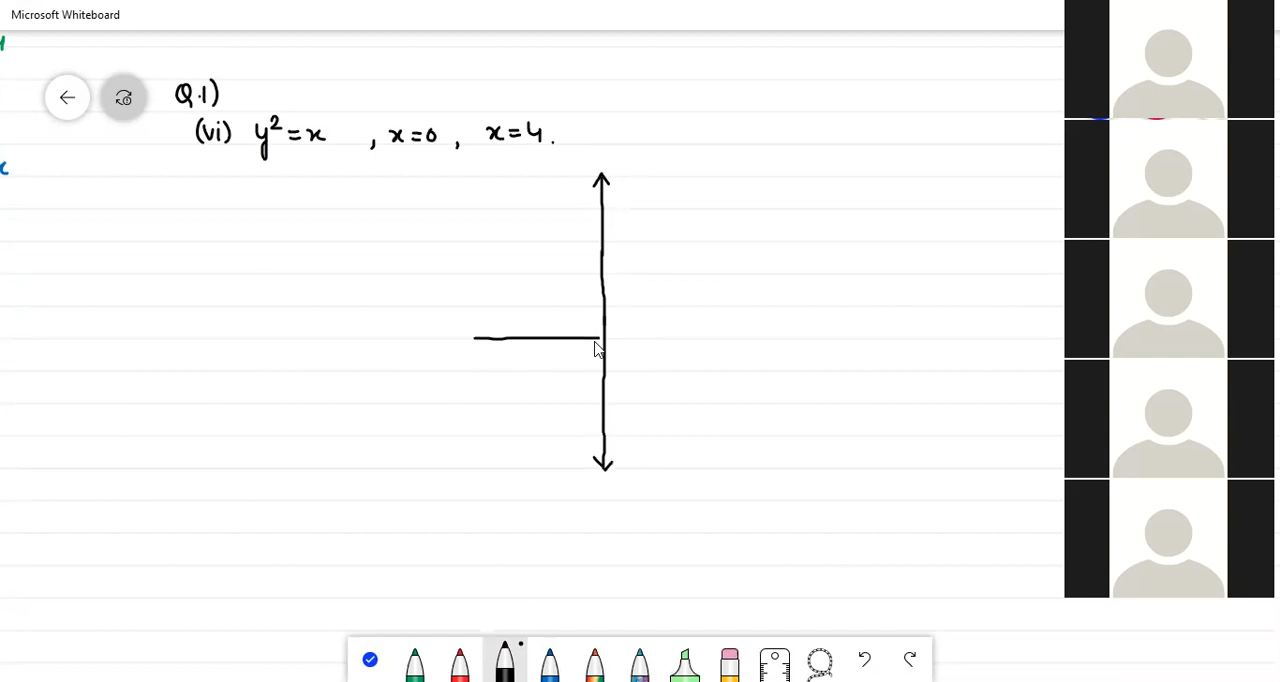 Microsoft Whiteboard
Q.1)
(vi) y² = x , x = 0 , x = 4 .